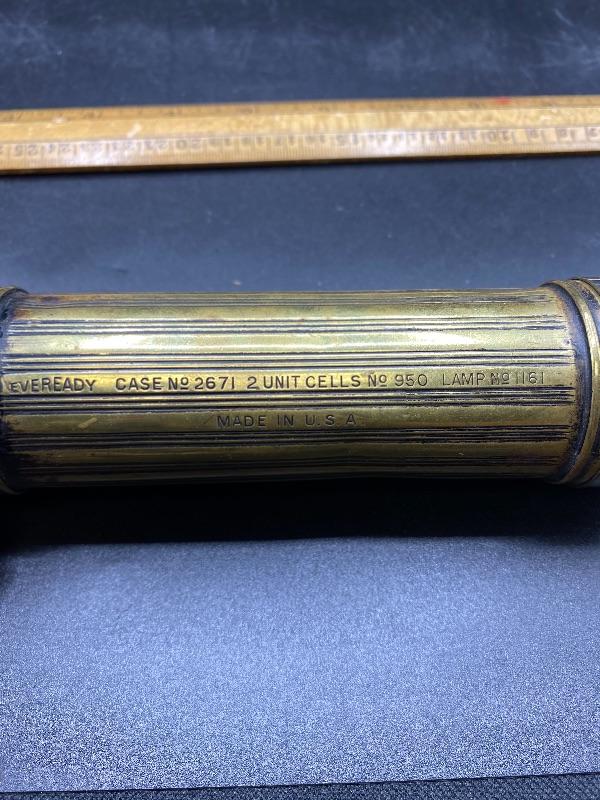 EVEREADY CASE No 2671 2 UNIT CELLS No 950 LAMP No 1161
MADE IN U.S.A